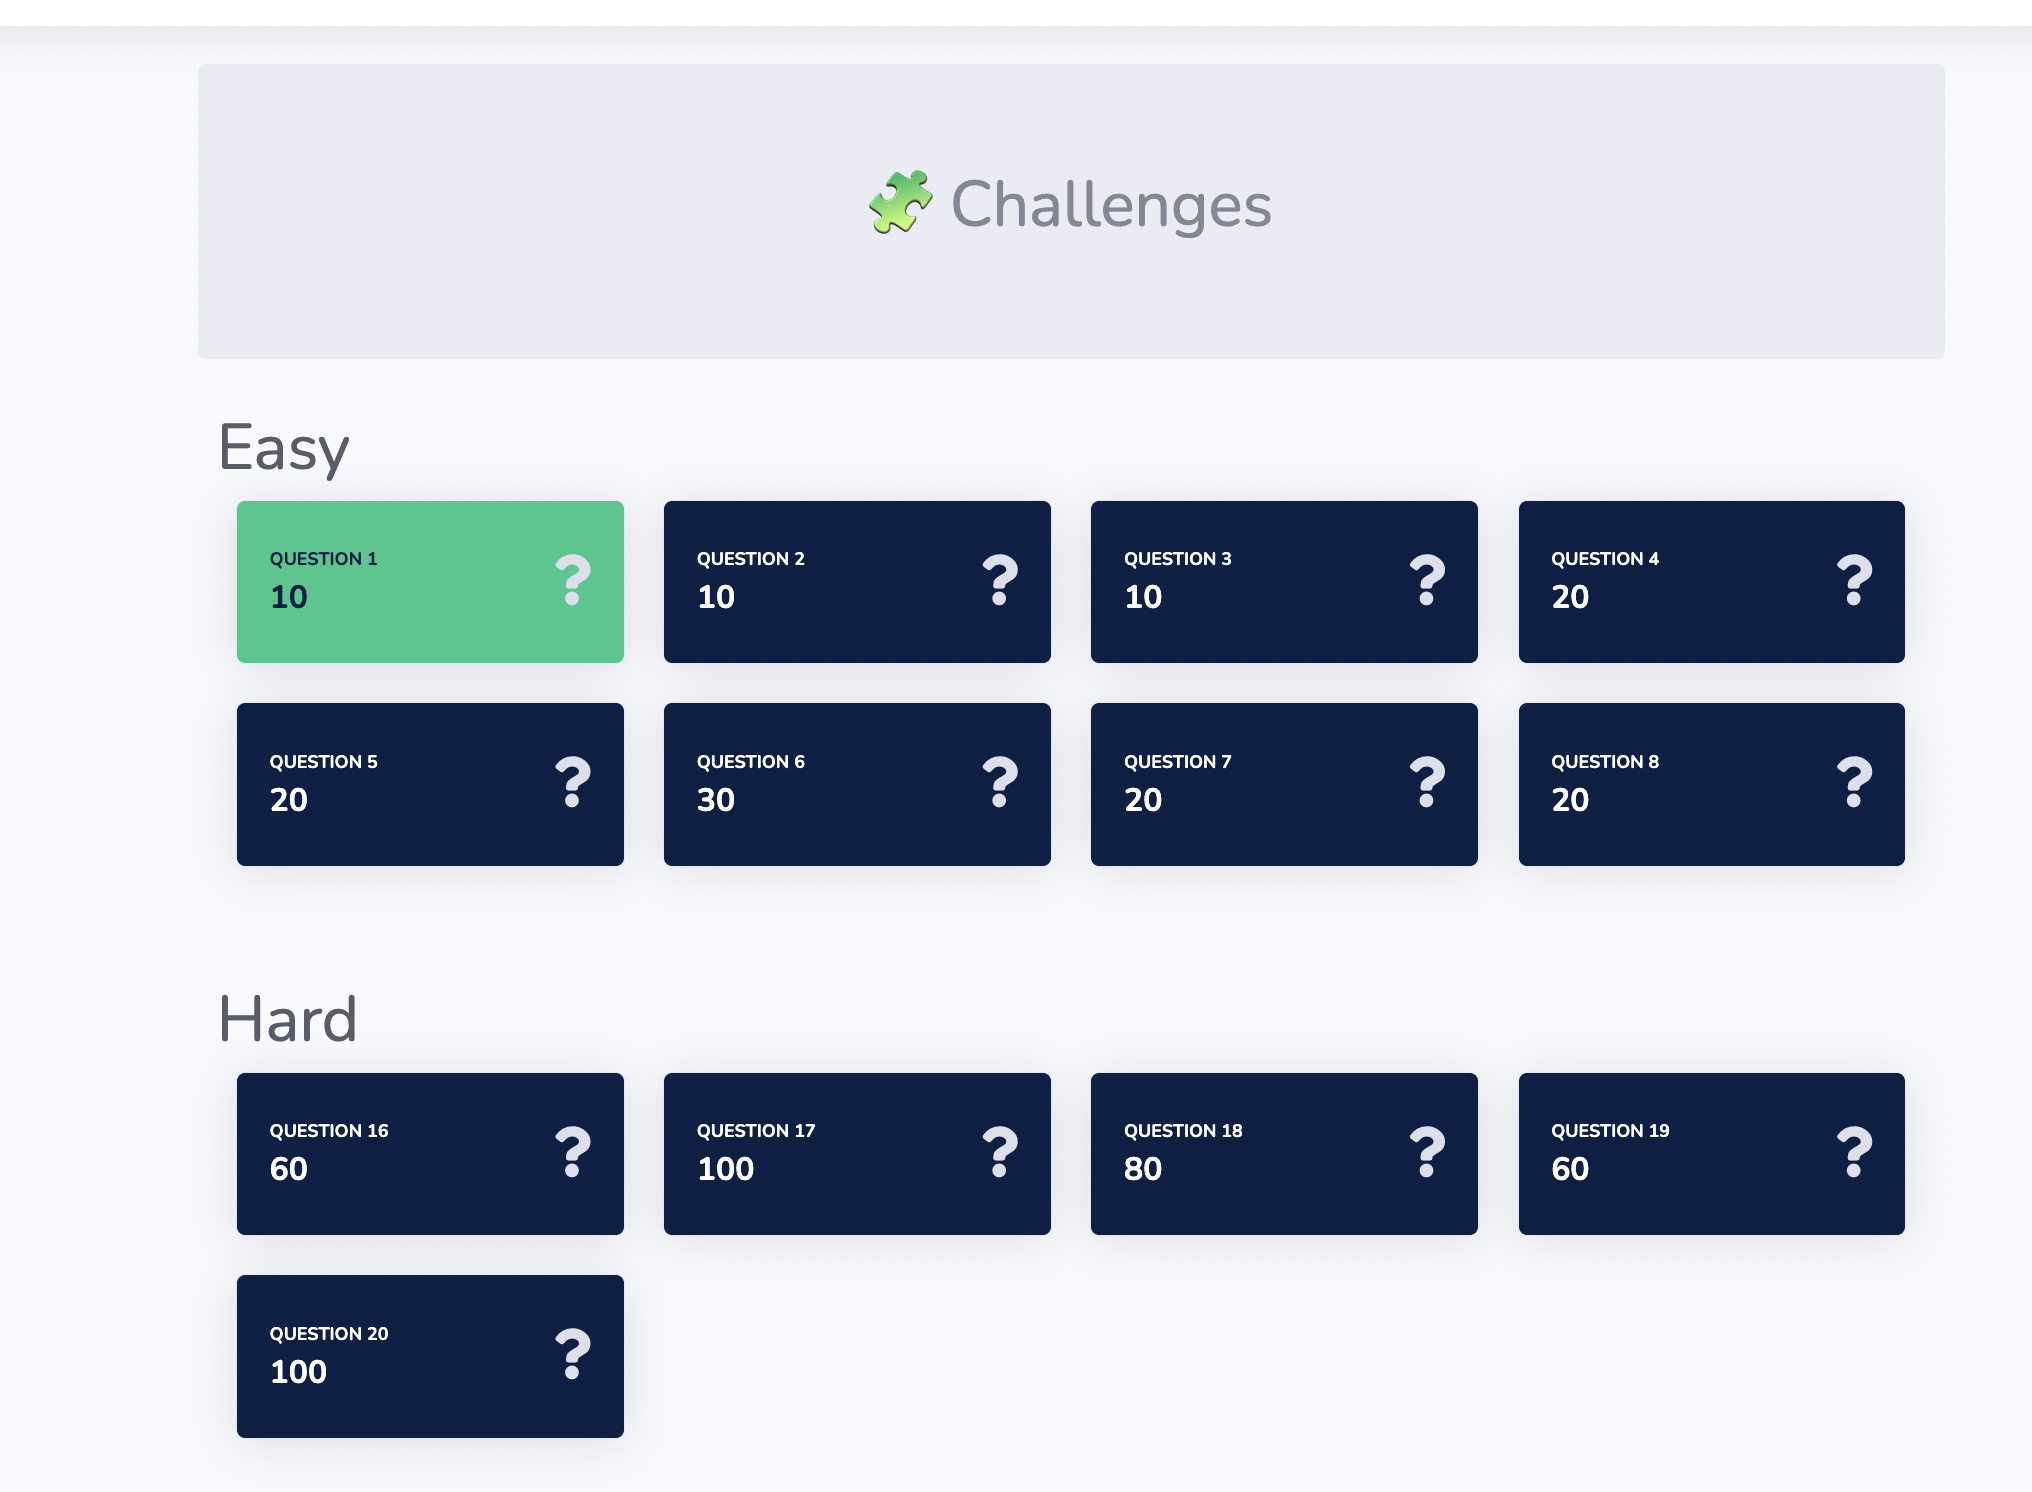 Challenges
Easy
QUESTION 1
10
QUESTION 2
10
QUESTION 3
10
QUESTION 4
20
QUESTION 5
20
QUESTION 6
30
QUESTION 7
20
QUESTION 8
20
Hard
QUESTION 16
60
QUESTION 17
100
QUESTION 18
80
QUESTION 19
60
QUESTION 20
100